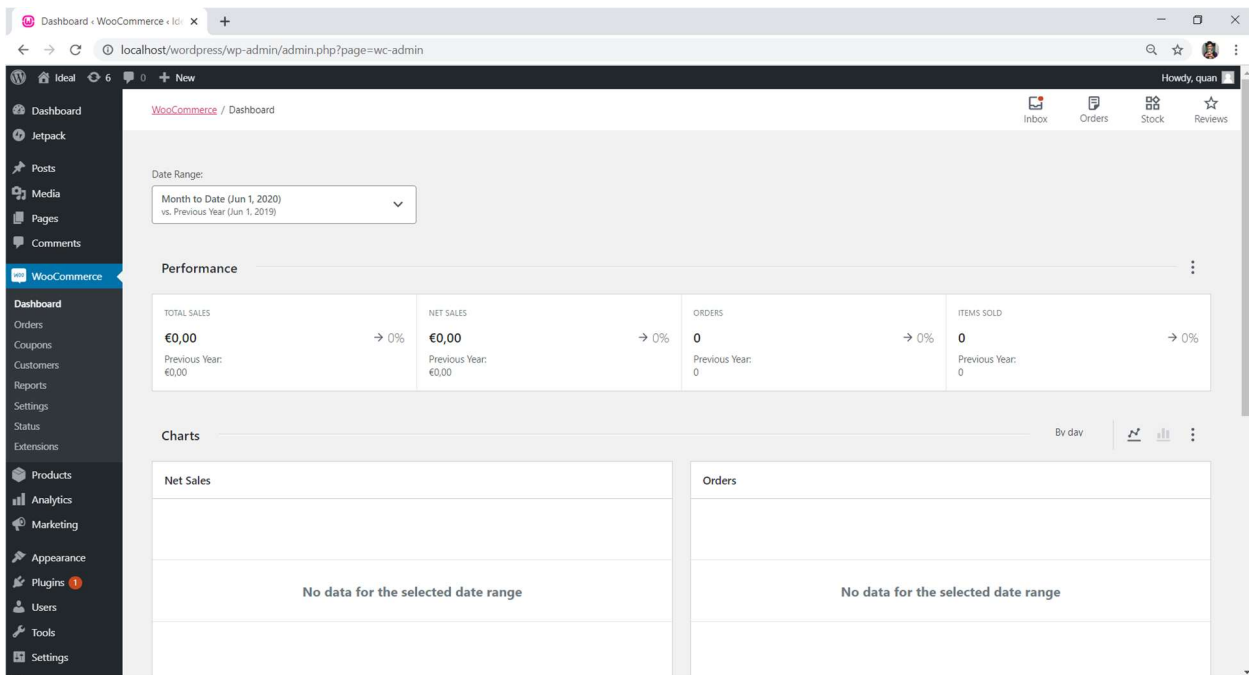 Dashboard ‹ WooCommerce ‹ Id
localhost/wordpress/wp-admin/admin.php?page=wc-admin
Ideal 6 0 New
Howdy, quan
Dashboard
Jetpack
Posts
Media
Pages
Comments
WooCommerce
Dashboard
Orders
Coupons
Customers
Reports
Settings
Status
Extensions
Products
Analytics
Marketing
Appearance
Plugins 1
Users
Tools
Settings
WooCommerce / Dashboard
Inbox Orders Stock Reviews
Date Range:
Month to Date (Jun 1, 2020)
vs. Previous Year (Jun 1, 2019)
Performance
TOTAL SALES
€0,00 → 0%
Previous Year:
€0,00
NET SALES
€0,00 → 0%
Previous Year:
€0,00
ORDERS
0 → 0%
Previous Year:
0
ITEMS SOLD
0 → 0%
Previous Year:
0
Charts
By day
Net Sales
No data for the selected date range
Orders
No data for the selected date range